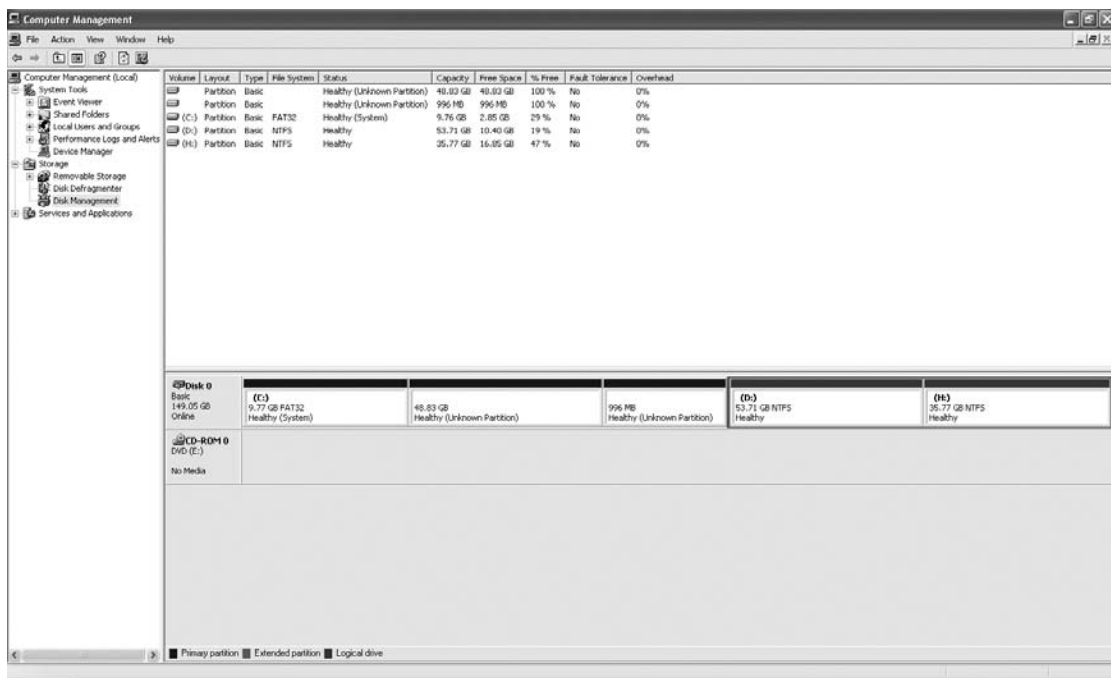 Computer Management
File Action View Window Help
Computer Management (Local)
System Tools
Event Viewer
Shared Folders
Local Users and Groups
Performance Logs and Alerts
Device Manager
Storage
Removable Storage
Disk Defragmenter
Disk Management
Services and Applications
Volume Layout Type File System Status Capacity Free Space % Free Fault Tolerance Overhead
Partition Basic Healthy (Unknown Partition) 48.83 GB 48.83 GB 100 % No 0%
Partition Basic Healthy (Unknown Partition) 996 MB 996 MB 100 % No 0%
(C:) Partition Basic FAT32 Healthy (System) 9.76 GB 2.85 GB 29 % No 0%
(D:) Partition Basic NTFS Healthy 53.71 GB 10.40 GB 19 % No 0%
(H:) Partition Basic NTFS Healthy 35.77 GB 16.85 GB 47 % No 0%
Disk 0
Basic
149.05 GB
Online
(C:)
9.77 GB FAT32
Healthy (System)
48.83 GB
Healthy (Unknown Partition)
996 MB
Healthy (Unknown Partition)
(D:)
53.71 GB NTFS
Healthy
(H:)
35.77 GB NTFS
Healthy
CD-ROM 0
DVD (E:)
No Media
Primary partition Extended partition Logical drive